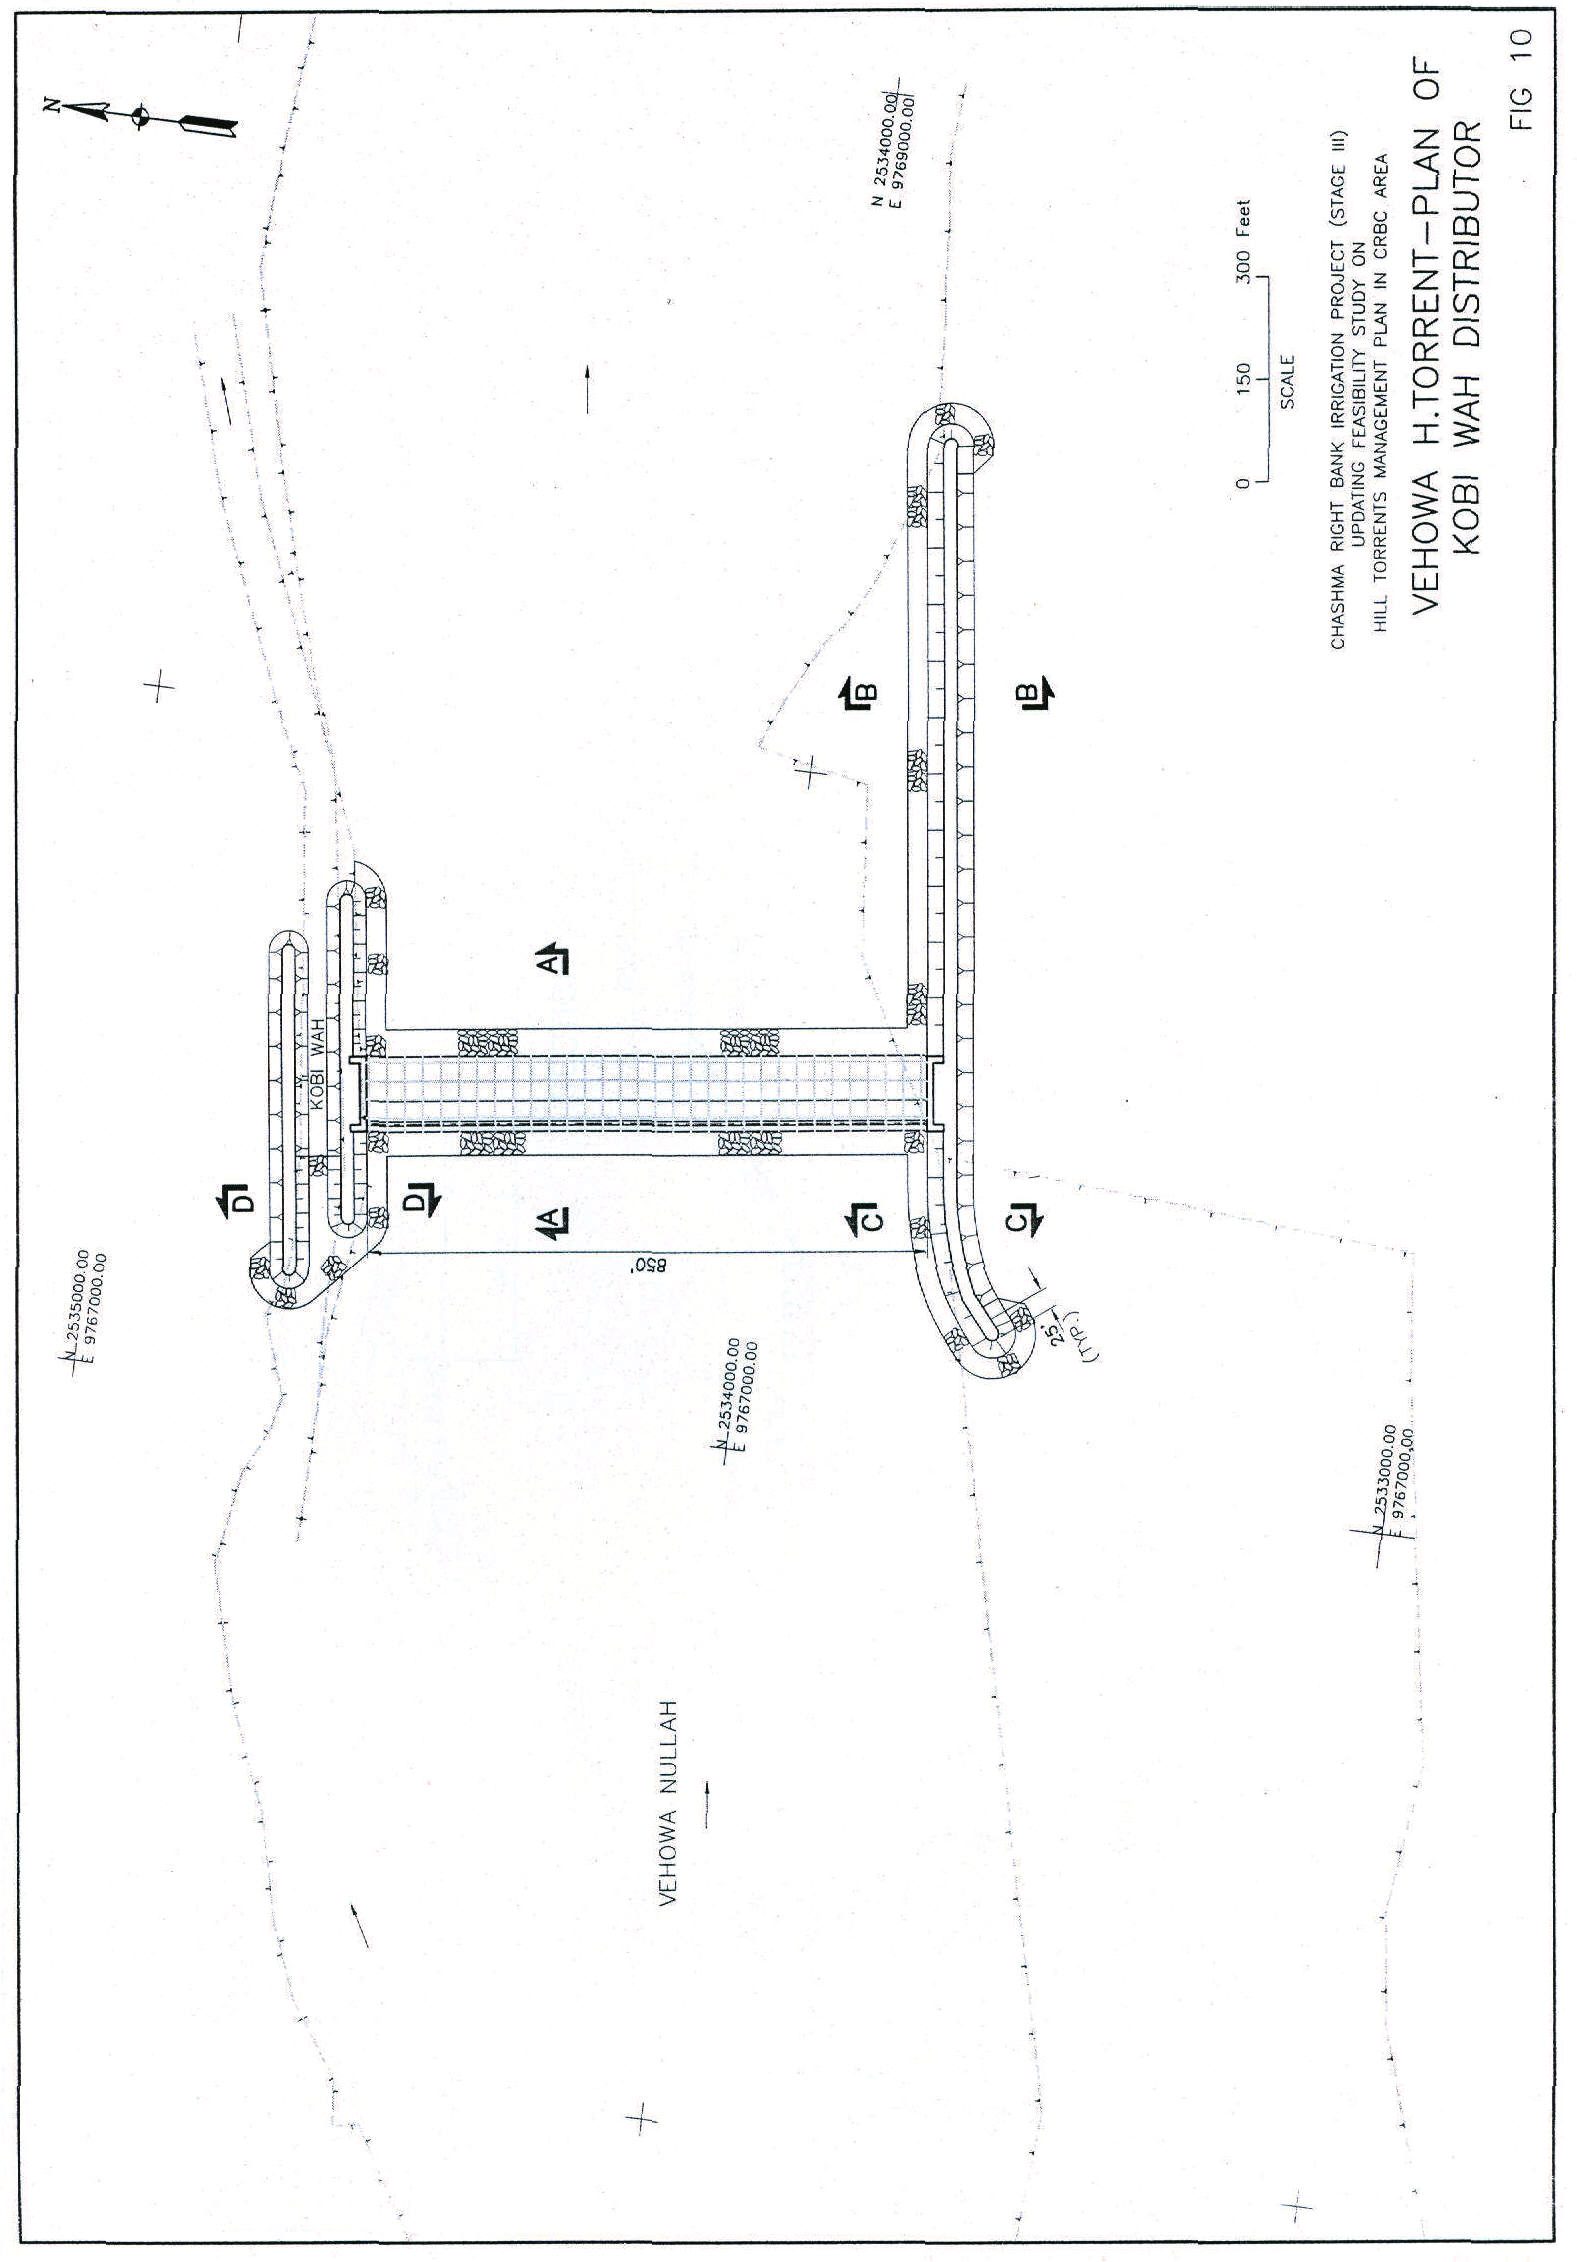 N
N 2535000.00
E 9767000.00
KOBI WAH
D
D
A
A
850'
B
B
C
C
25'
(TYP.)
N 2534000.00
E 9769000.00
N 2534000.00
E 9767000.00
N 2533000.00
E 9767000.00
VEHOWA NULLAH
0 150 300 Feet
SCALE
CHASHMA RIGHT BANK IRRIGATION PROJECT (STAGE III)
UPDATING FEASIBILITY STUDY ON
HILL TORRENTS MANAGEMENT PLAN IN CRBC AREA
VEHOWA H.TORRENT-PLAN OF
KOBI WAH DISTRIBUTOR
FIG 10